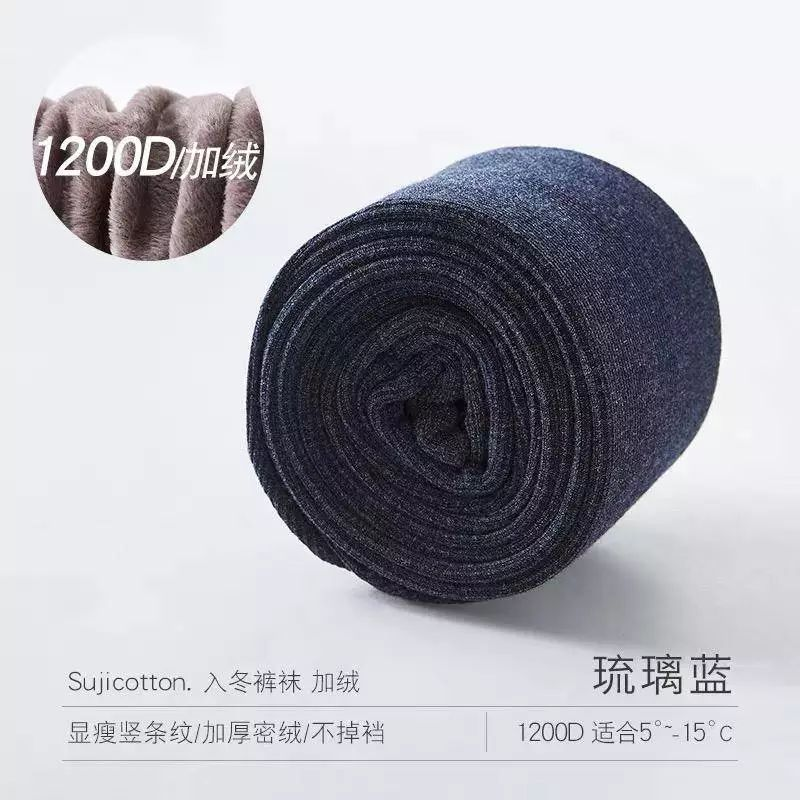 1200D/加绒
Sujicotton. 入冬裤袜 加绒
琉璃蓝
显瘦竖条纹/加厚密绒/不掉裆
1200D 适合5°~-15°C